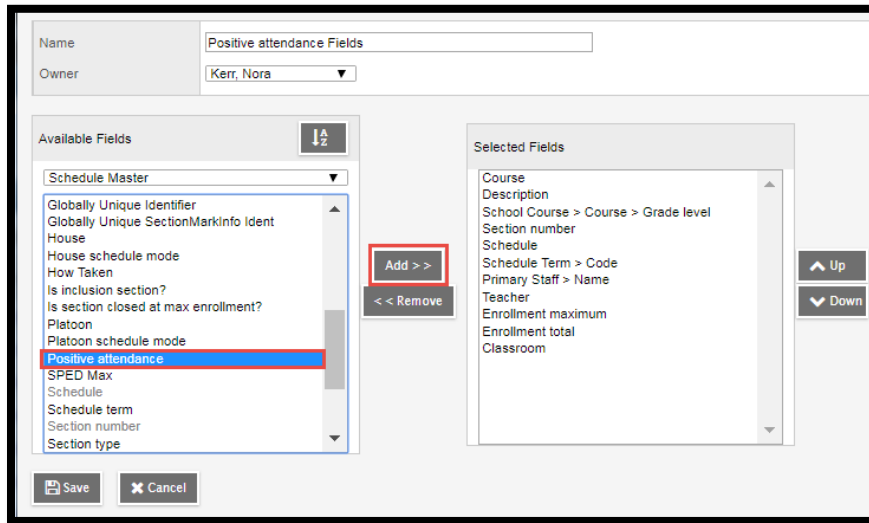 Name
Positive attendance Fields
Owner
Kerr, Nora
Available Fields
Schedule Master
Globally Unique Identifier
Globally Unique SectionMarkInfo Ident
House
House schedule mode
How Taken
Is inclusion section?
Is section closed at max enrollment?
Platoon
Platoon schedule mode
Positive attendance
SPED Max
Schedule
Schedule term
Section number
Section type
Add > >
< < Remove
Selected Fields
Course
Description
School Course > Course > Grade level
Section number
Schedule
Schedule Term > Code
Primary Staff > Name
Teacher
Enrollment maximum
Enrollment total
Classroom
Up
Down
Save
Cancel